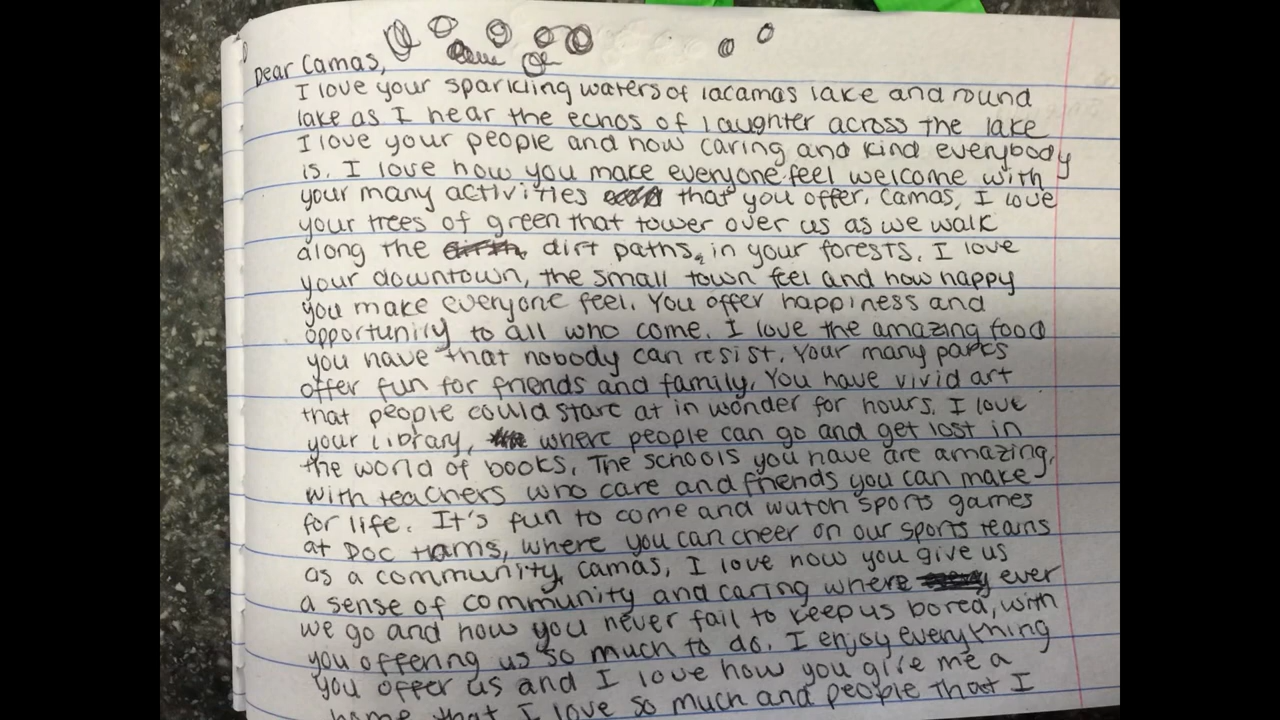 Dear Camas,
I love your sparkling waters of lacamas lake and round
lake as I hear the echos of laughter across the lake
I love your people and how caring and kind everybody
is. I love how you make everyone feel welcome with
your many activities that you offer. Camas, I love
your trees of green that tower over us as we walk
along the dirt paths, in your forests. I love
your downtown, the small town feel and how happy
you make everyone feel. You offer happiness and
opportunity to all who come. I love the amazing food
you have that nobody can resist. Your many parks
offer fun for friends and family. You have vivid art
that people could stare at in wonder for hours. I love
your library, where people can go and get lost in
the world of books. The schools you have are amazing,
with teachers who care and friends you can make
for life. It's fun to come and watch sports games
at Doc Hams, where you can cheer on our sports teams
as a community. Camas, I love how you give us
a sense of community and caring where ever
we go and how you never fail to keep us bored, with
you offering us so much to do. I enjoy everything
you offer us and I love how you give me a
home that I love so much and people that I